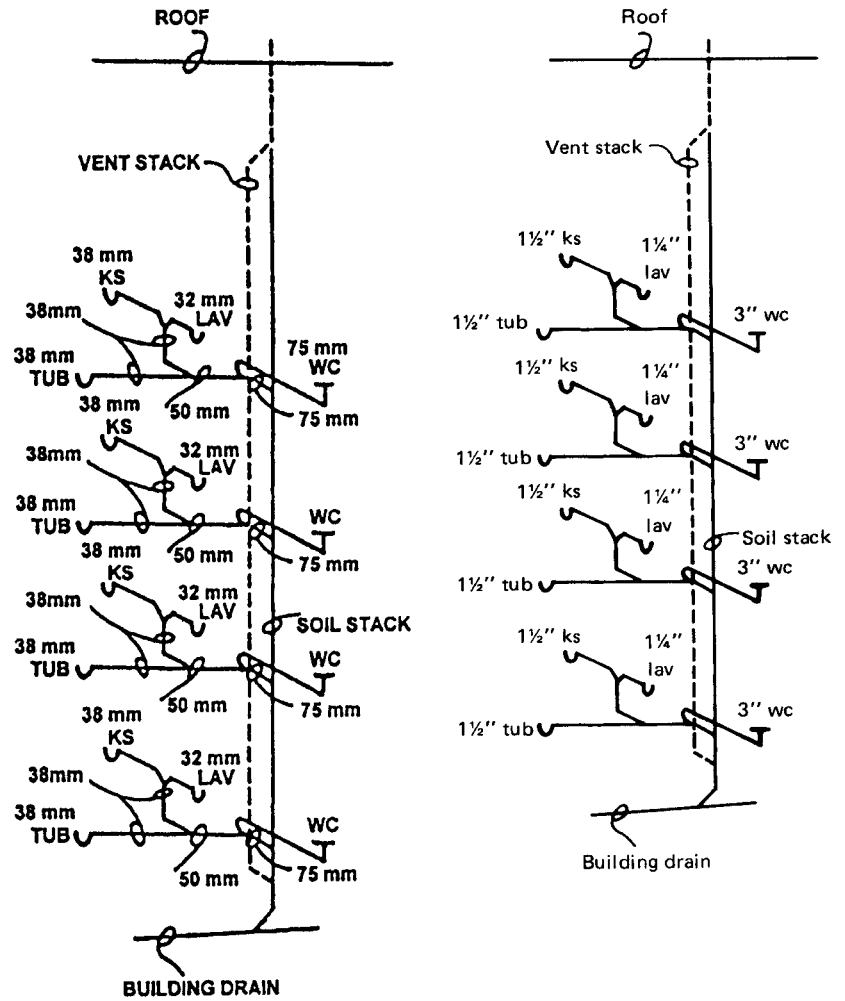 ROOF
VENT STACK
38 mm
KS
32 mm
LAV
38mm
38 mm
TUB
75 mm
WC
50 mm
75 mm
38 mm
KS
32 mm
LAV
38mm
38 mm
TUB
WC
50 mm
75 mm
38 mm
KS
32 mm
LAV
38mm
SOIL STACK
38 mm
TUB
WC
50 mm
75 mm
38 mm
KS
32 mm
LAV
38mm
38 mm
TUB
WC
50 mm
75 mm
BUILDING DRAIN
Roof
Vent stack
1½″ ks
1¼″
lav
1½″ tub
3″ wc
1½″ ks
1¼″
lav
1½″ tub
3″ wc
1½″ ks
1¼″
lav
Soil stack
1½″ tub
3″ wc
1½″ ks
1¼″
lav
1½″ tub
3″ wc
Building drain